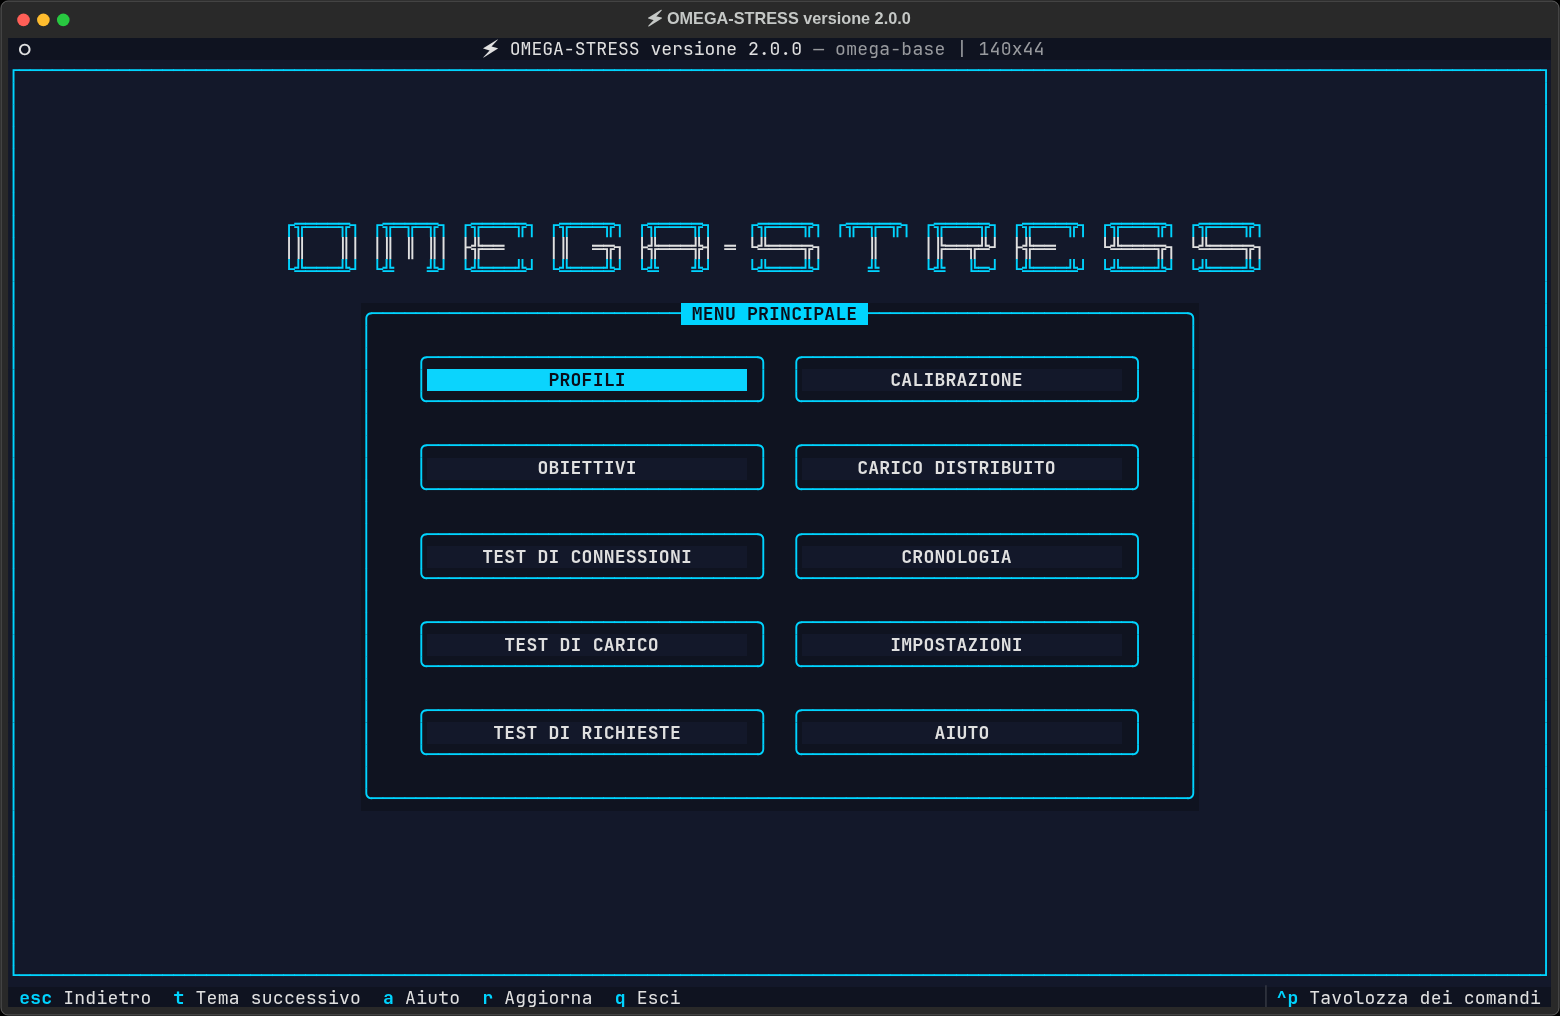 ⚡ OMEGA-STRESS versione 2.0.0
⚡ OMEGA-STRESS versione 2.0.0 — omega-base | 140x44
OMEGA-STRESS
MENU PRINCIPALE
PROFILI CALIBRAZIONE
OBIETTIVI CARICO DISTRIBUITO
TEST DI CONNESSIONI CRONOLOGIA
TEST DI CARICO IMPOSTAZIONI
TEST DI RICHIESTE AIUTO
esc Indietro t Tema successivo a Aiuto r Aggiorna q Esci ^p Tavolozza dei comandi